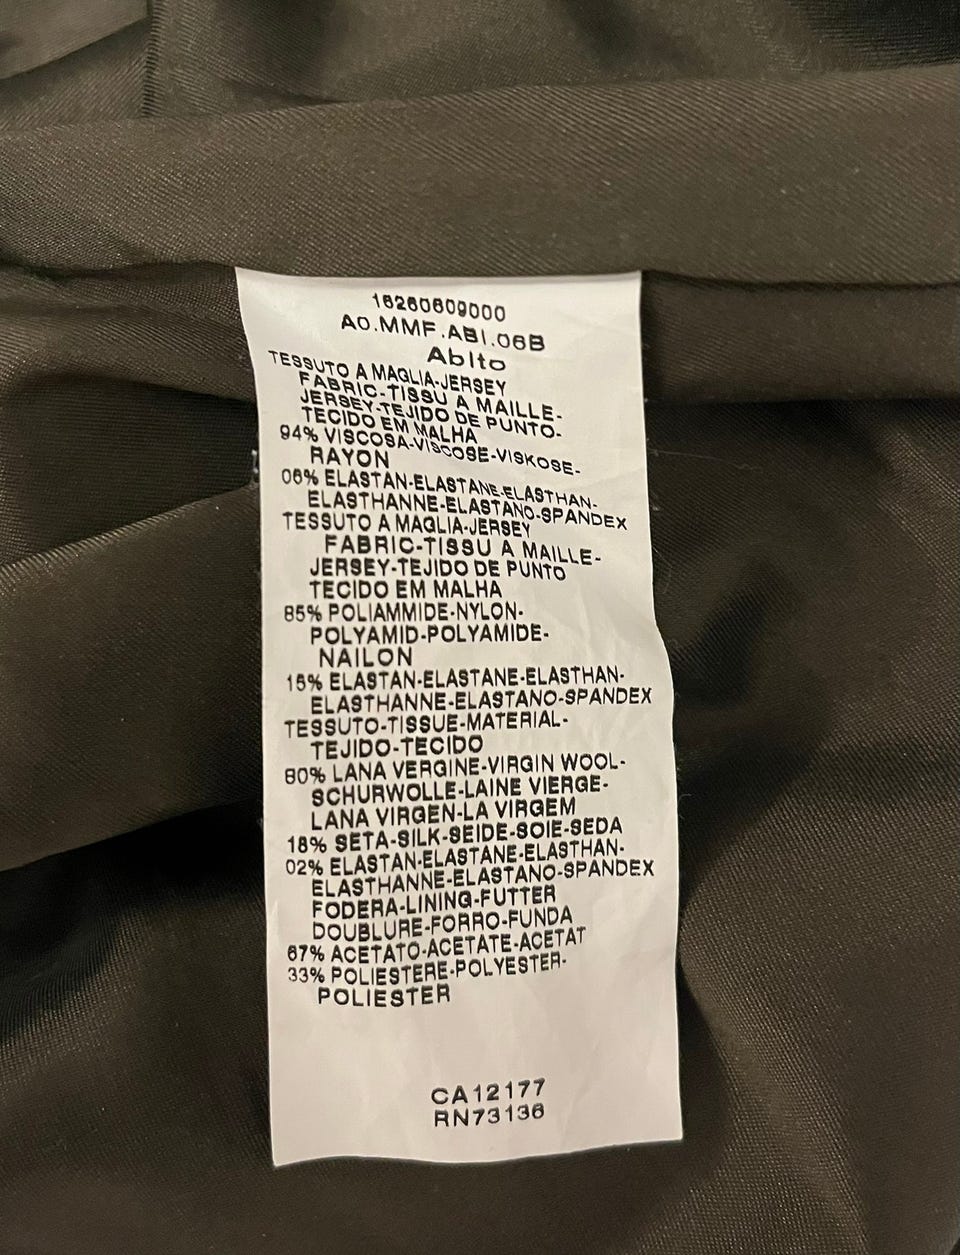 16260609000
A0.MMF.ABI.06B
Abito
TESSUTO A MAGLIA-JERSEY
FABRIC-TISSU A MAILLE-
JERSEY-TEJIDO DE PUNTO-
TECIDO EM MALHA
94% VISCOSA-VISCOSE-VISKOSE-
RAYON
06% ELASTAN-ELASTANE-ELASTHAN-
ELASTHANNE-ELASTANO-SPANDEX
TESSUTO A MAGLIA-JERSEY
FABRIC-TISSU A MAILLE-
JERSEY-TEJIDO DE PUNTO
TECIDO EM MALHA
85% POLIAMMIDE-NYLON-
POLYAMID-POLYAMIDE-
NAILON
15% ELASTAN-ELASTANE-ELASTHAN-
ELASTHANNE-ELASTANO-SPANDEX
TESSUTO-TISSUE-MATERIAL-
TEJIDO-TECIDO
80% LANA VERGINE-VIRGIN WOOL-
SCHURWOLLE-LAINE VIERGE-
LANA VIRGEN-LA VIRGEM
18% SETA-SILK-SEIDE-SOIE-SEDA
02% ELASTAN-ELASTANE-ELASTHAN-
ELASTHANNE-ELASTANO-SPANDEX
FODERA-LINING-FUTTER
DOUBLURE-FORRO-FUNDA
67% ACETATO-ACETATE-ACETAT
33% POLIESTERE-POLYESTER-
POLIESTER
CA12177
RN73136